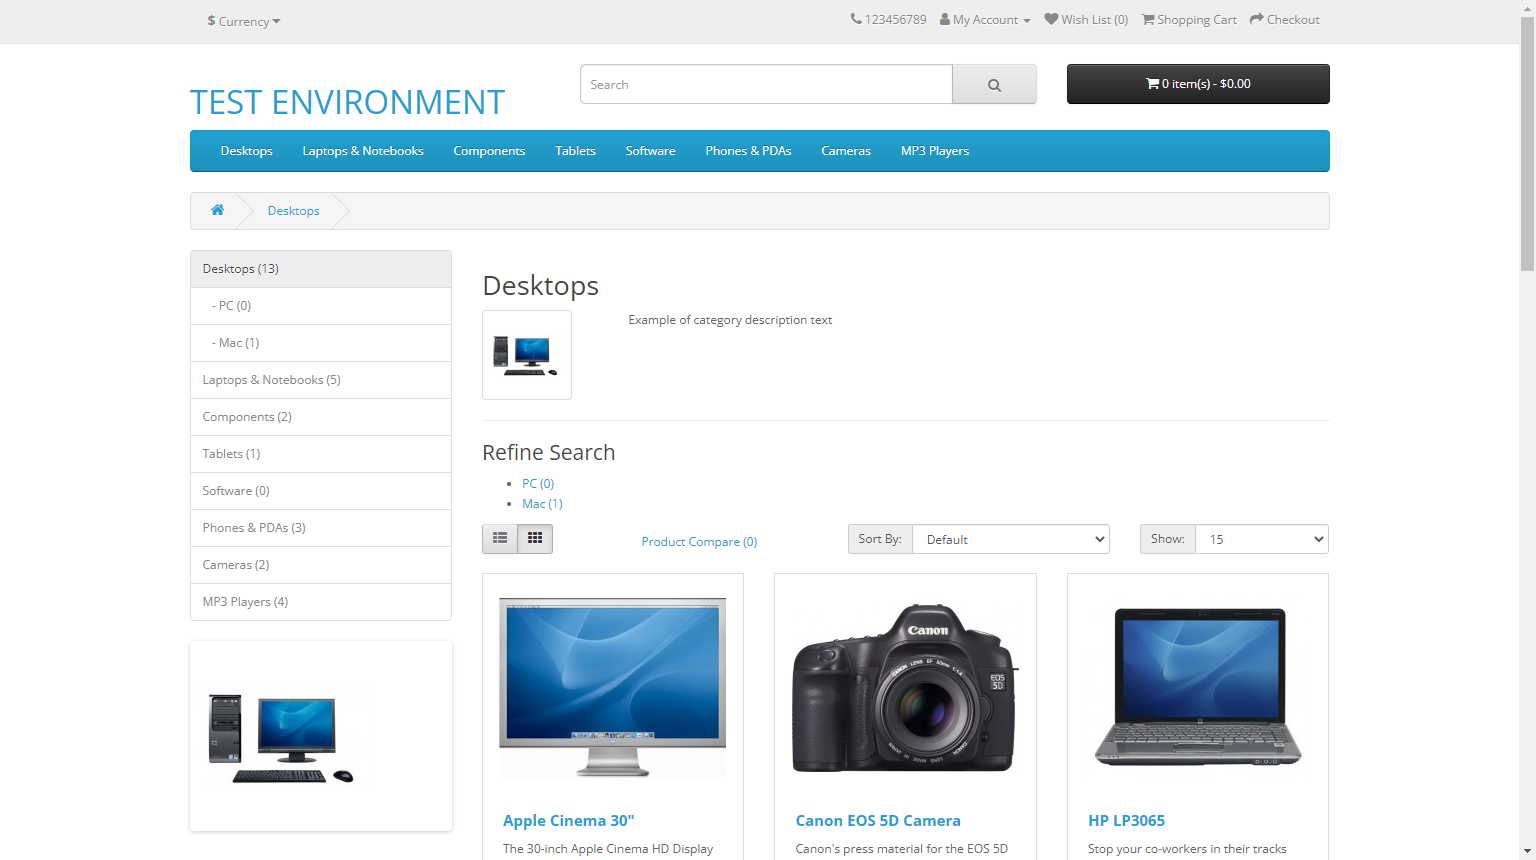 $ Currency
123456789 My Account Wish List (0) Shopping Cart Checkout
TEST ENVIRONMENT
Search
0 item(s) - $0.00
Desktops Laptops & Notebooks Components Tablets Software Phones & PDAs Cameras MP3 Players
Desktops
Desktops (13)
- PC (0)
- Mac (1)
Laptops & Notebooks (5)
Components (2)
Tablets (1)
Software (0)
Phones & PDAs (3)
Cameras (2)
MP3 Players (4)
Desktops
Example of category description text
Refine Search
PC (0)
Mac (1)
Product Compare (0)
Sort By: Default
Show: 15
Canon
EOS
5D
Apple Cinema 30"
The 30-inch Apple Cinema HD Display
Canon EOS 5D Camera
Canon's press material for the EOS 5D
HP LP3065
Stop your co-workers in their tracks